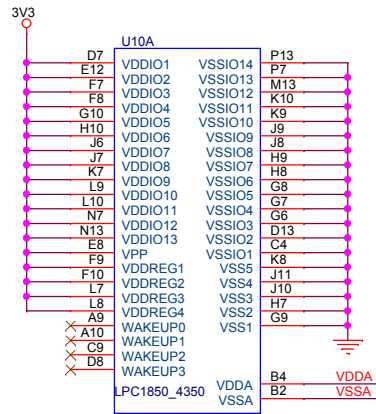 3V3
U10A
D7 VDDIO1 VSSIO14 P13
E12 VDDIO2 VSSIO13 P7
F7 VDDIO3 VSSIO12 M13
F8 VDDIO4 VSSIO11 K10
G10 VDDIO5 VSSIO10 K9
H10 VDDIO6 VSSIO9 J9
J6 VDDIO7 VSSIO8 J8
J7 VDDIO8 VSSIO7 H9
K7 VDDIO9 VSSIO6 H8
L9 VDDIO10 VSSIO5 G8
L10 VDDIO11 VSSIO4 G7
N7 VDDIO12 VSSIO3 G6
N13 VDDIO13 VSSIO2 D13
E8 VPP VSSIO1 C4
F9 VDDREG1 VSS5 K8
F10 VDDREG2 VSS4 J11
L7 VDDREG3 VSS3 J10
L8 VDDREG4 VSS2 H7
A9 WAKEUP0 VSS1 G9
A10 WAKEUP1
C9 WAKEUP2
D8 WAKEUP3
VDDA B4 VDDA
LPC1850_4350 VSSA B2 VSSA